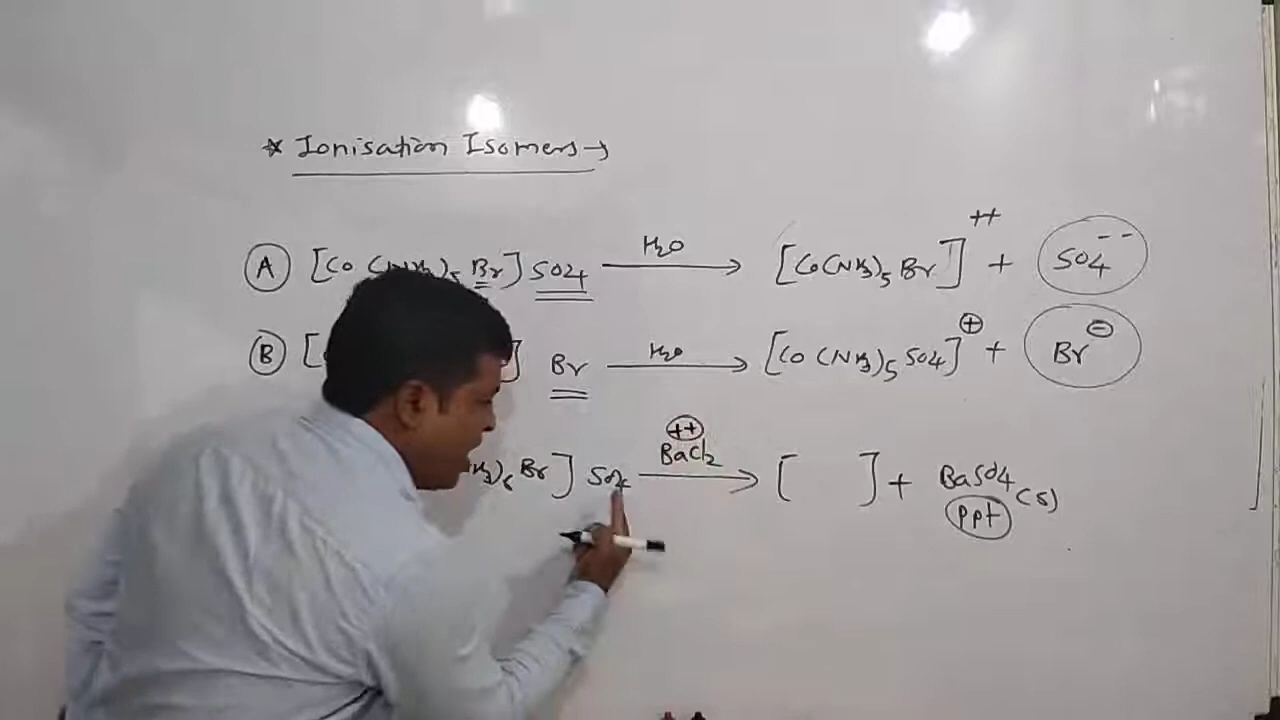 * Ionisation Isomers →
A [Co (NH3)5 Br] SO4 —H2O→ [Co(NH3)5 Br]++ + SO4--
B [ ] Br —H2O→ [Co (NH3)5 SO4]+ + Br-
Br] SO4 —BaCl2 ++→ [ ] + BaSO4(s)
ppt